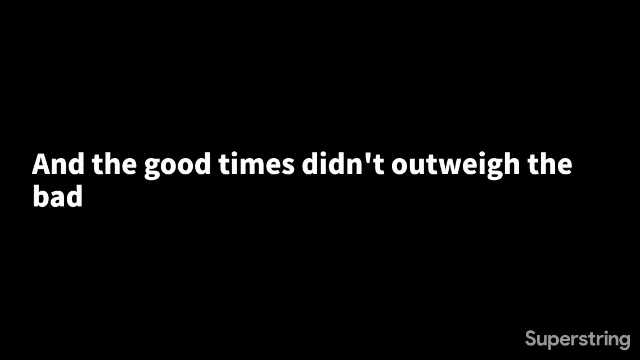 And the good times didn't outweigh the
bad
Superstring